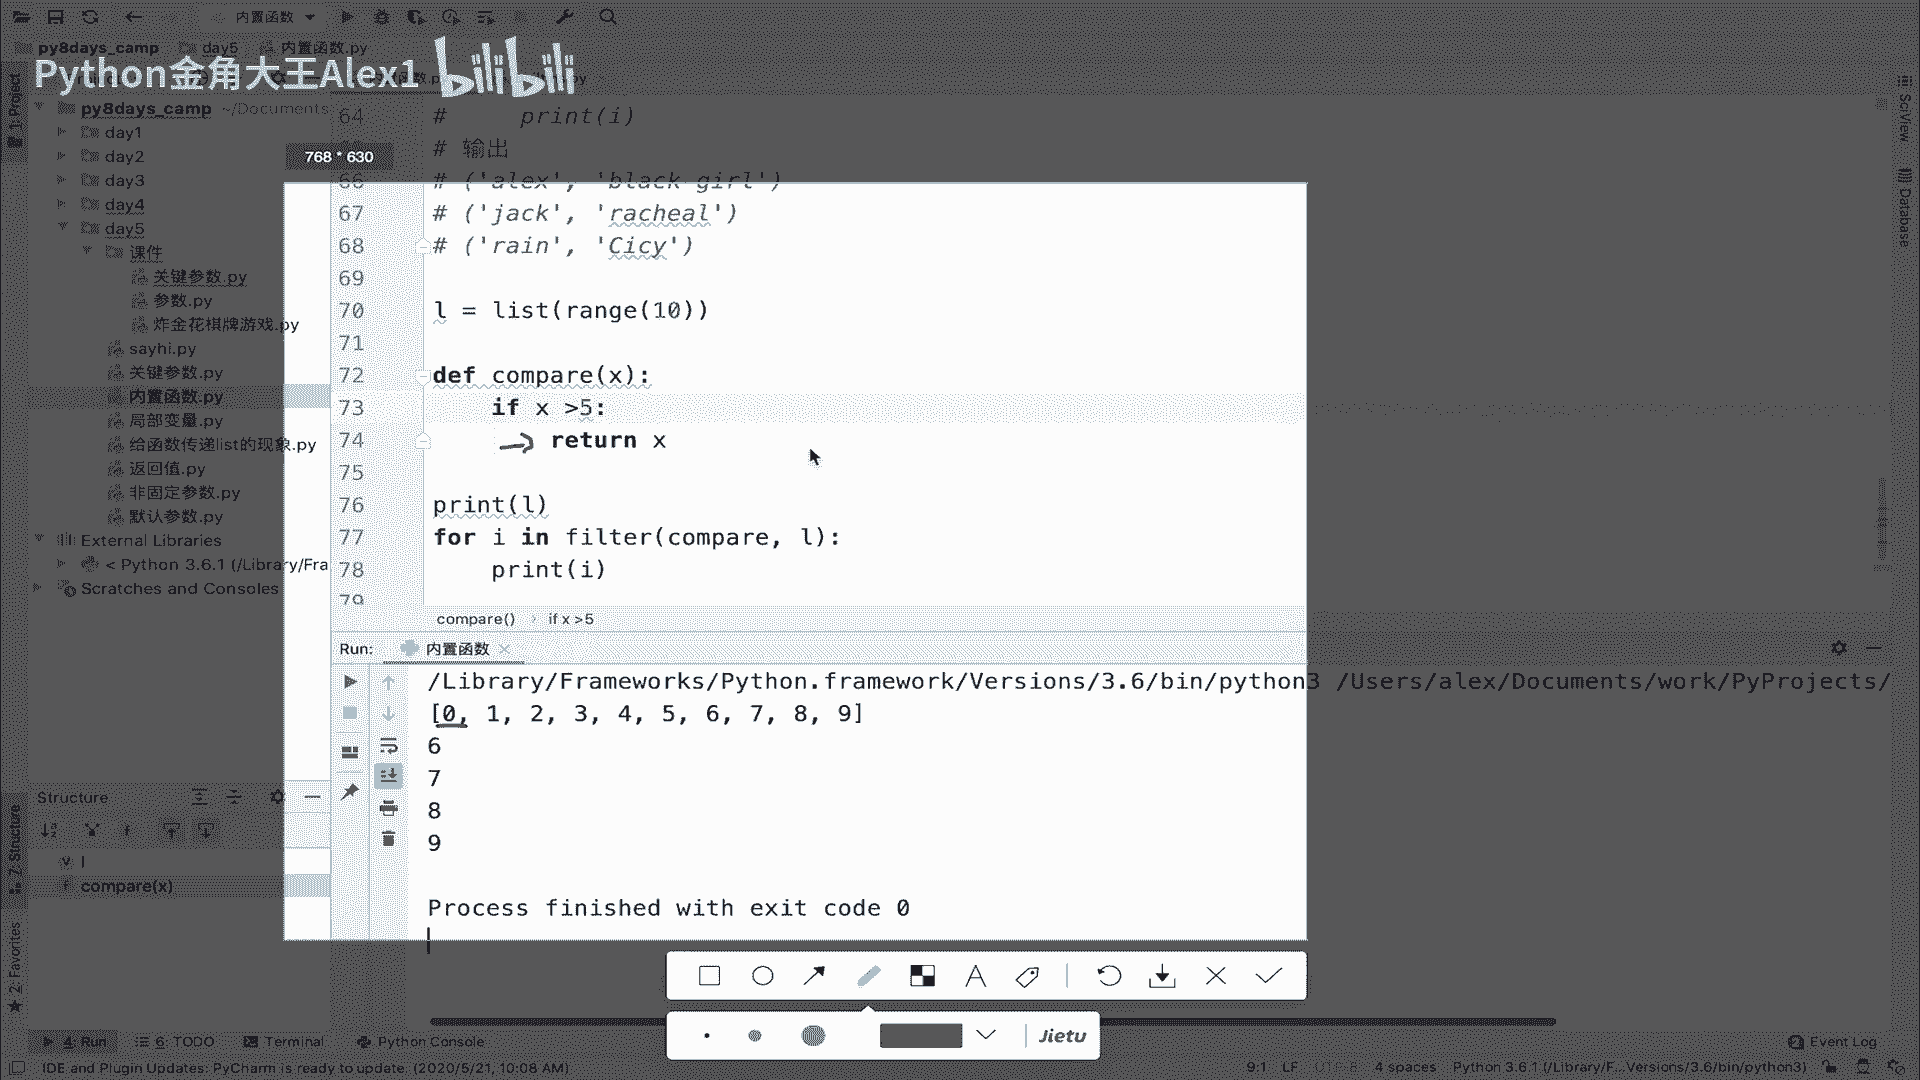 内置函数
py8days_camp day5 内置函数.py
Python金角大王Alex1 bilibili
1: Project
py8days_camp ~/Documents
day1
day2
day3
day4
day5
课件
关键参数.py
参数.py
炸金花棋牌游戏.py
sayhi.py
关键参数.py
内置函数.py
局部变量.py
给函数传递list的现象.py
返回值.py
非固定参数.py
默认参数.py
External Libraries
< Python 3.6.1 (/Library/Fra
Scratches and Consoles
768 * 630
64 # print(i)
# 输出
66 # ('alex', 'black girl')
67 # ('jack', 'racheal')
68 # ('rain', 'Cicy')
69
70 l = list(range(10))
71
72 def compare(x):
73 if x >5:
74 return x
75
76 print(l)
77 for i in filter(compare, l):
78 print(i)
79
compare() if x >5
SciView
Database
Run: 内置函数
/Library/Frameworks/Python.framework/Versions/3.6/bin/python3 /Users/alex/Documents/work/PyProjects/
[0, 1, 2, 3, 4, 5, 6, 7, 8, 9]
6
7
8
9
Process finished with exit code 0
Structure
l
compare(x)
7: Structure
2: Favorites
A
Jietu
4: Run 6: TODO Terminal Python Console Event Log
IDE and Plugin Updates: PyCharm is ready to update. (2020/5/21, 10:08 AM) 9:1 LF UTF-8 4 spaces Python 3.6.1 (/Library/F...Versions/3.6/bin/python3)